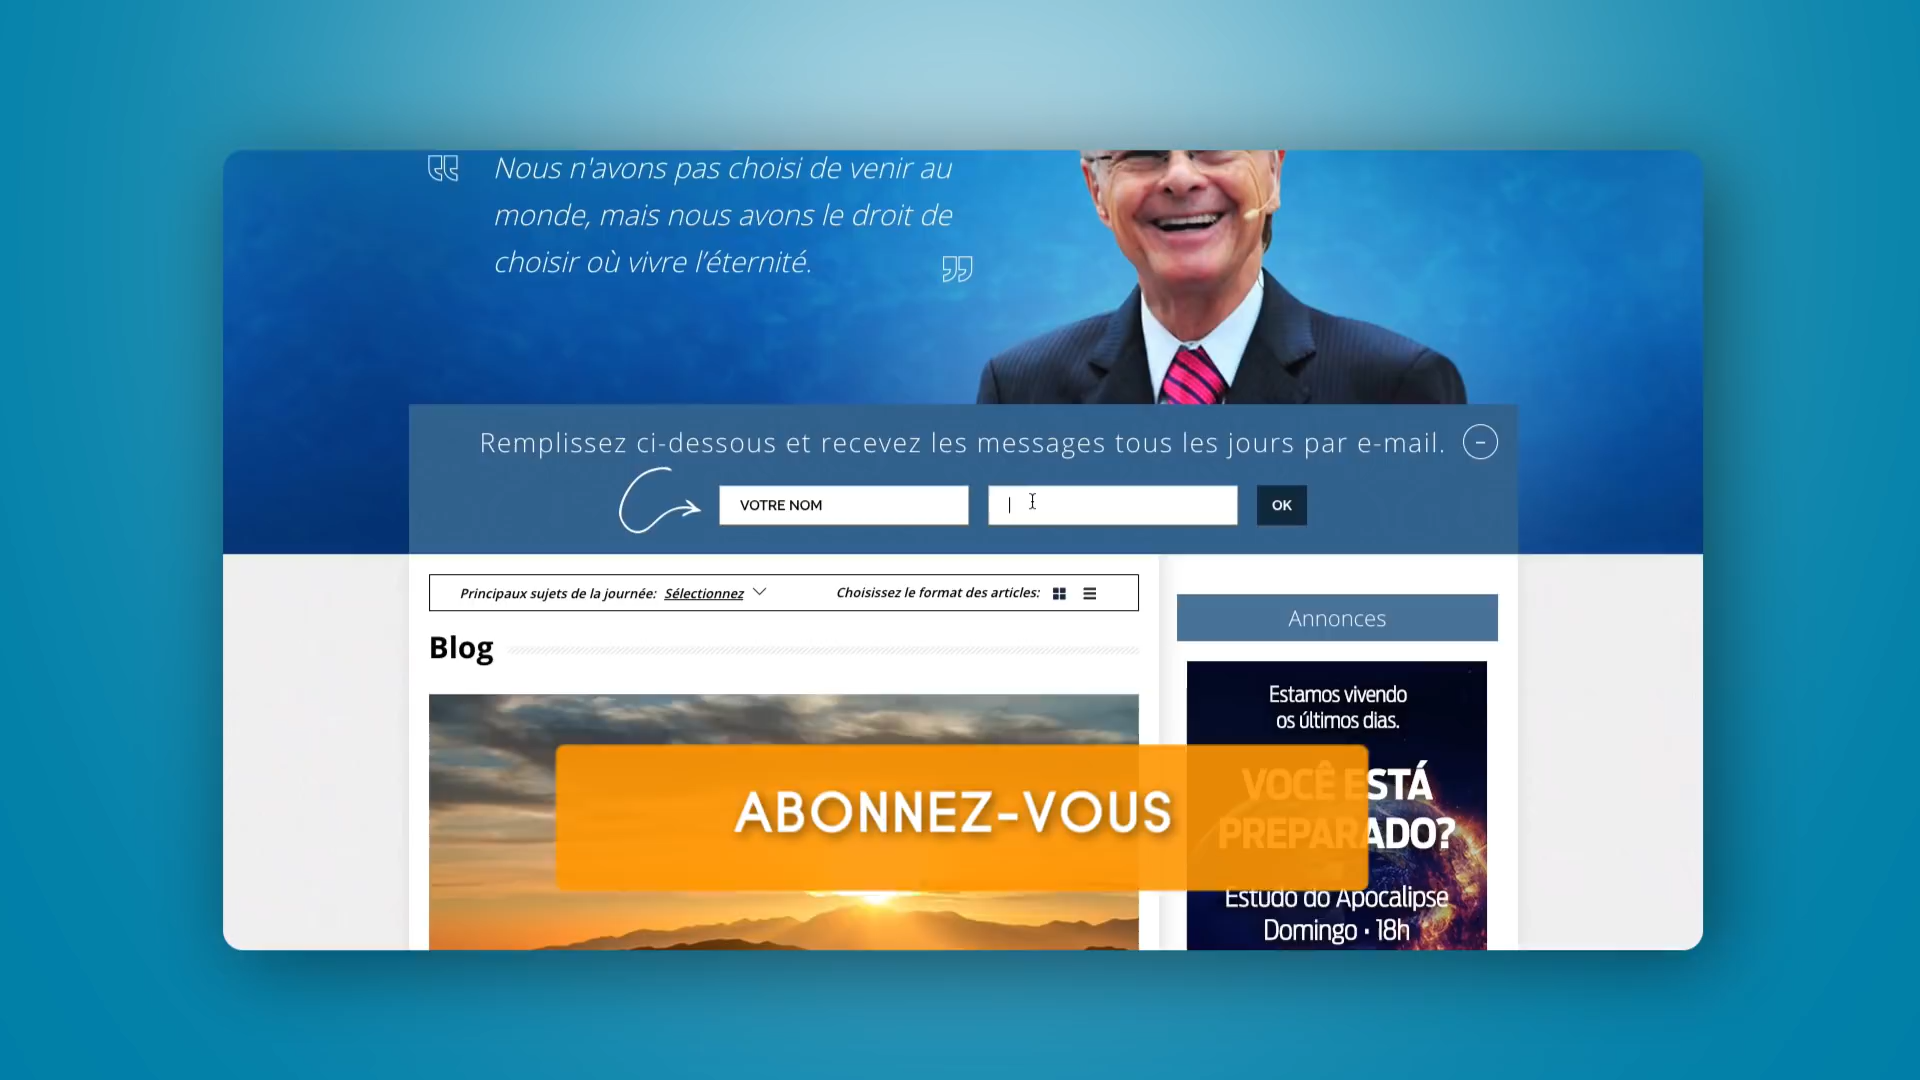 Nous n'avons pas choisi de venir au
monde, mais nous avons le droit de
choisir où vivre l’éternité.
Remplissez ci-dessous et recevez les messages tous les jours par e-mail.
VOTRE NOM
OK
Principaux sujets de la journée: Sélectionnez
Choisissez le format des articles:
Blog
Annonces
Estamos vivendo
os últimos dias.
VOCÊ ESTÁ
PREPARADO?
Estudo do Apocalipse
Domingo · 18h
ABONNEZ-VOUS